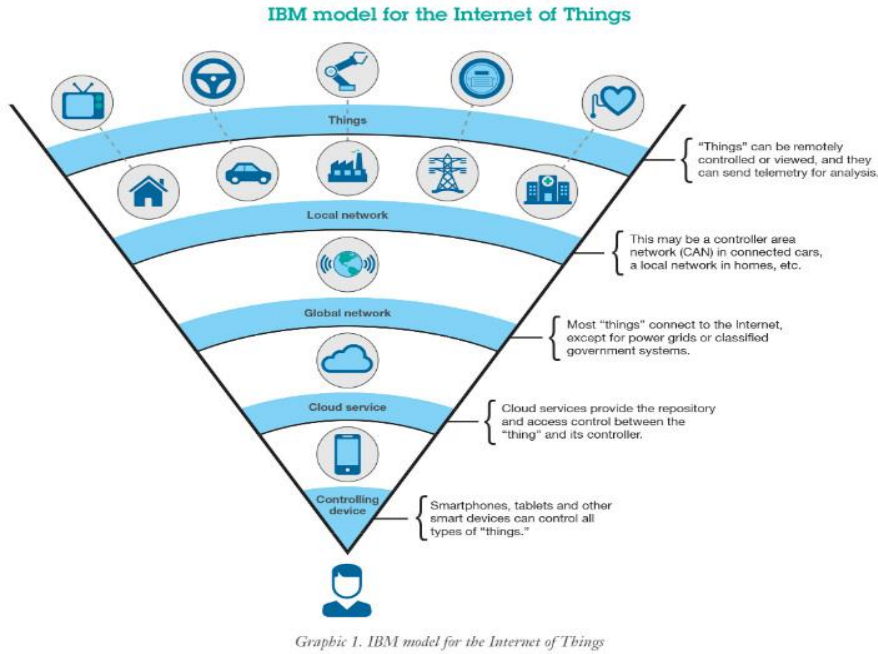 IBM model for the Internet of Things
Things
"Things" can be remotely
controlled or viewed, and they
can send telemetry for analysis.
Local network
This may be a controller area
network (CAN) in connected cars,
a local network in homes, etc.
Global network
Most "things" connect to the Internet,
except for power grids or classified
government systems.
Cloud service
Cloud services provide the repository
and access control between the
"thing" and its controller.
Controlling
device
Smartphones, tablets and other
smart devices can control all
types of "things."
Graphic 1. IBM model for the Internet of Things